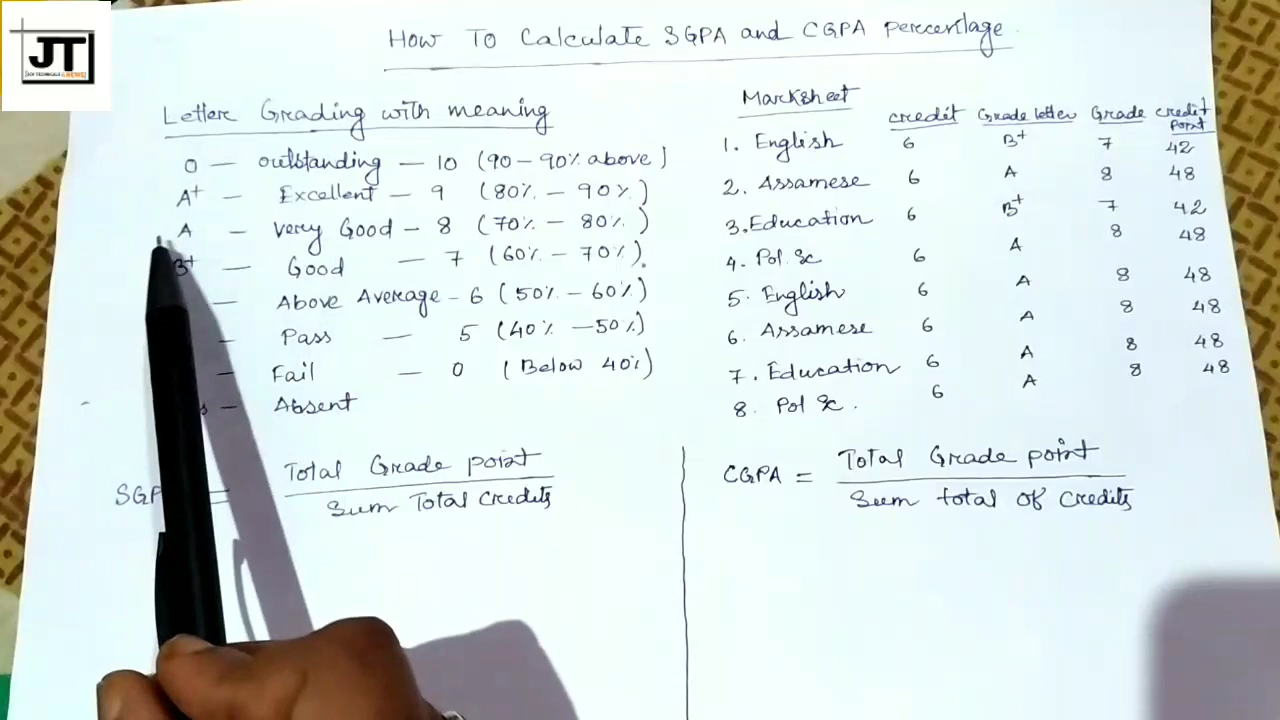 JT
How To Calculate SGPA and CGPA percentage
Letter Grading with meaning
O — outstanding — 10 (90 – 90% above)
A+ — Excellent — 9 (80% – 90%)
A — very Good – 8 (70% – 80%)
B+ — Good — 7 (60% – 70%).
— Above Average – 6 (50% – 60%)
– Pass — 5 (40% – 50%)
– Fail — 0 (Below 40%)
– Absent
Marksheet credit Grade letter Grade credit point
1. English 6 B+ 7 42
2. Assamese 6 A 8 48
3. Education 6 B+ 7 42
4. Pol. Sc 6 A 8 48
5. English 6 A 8 48
6. Assamese 6 A 8 48
7. Education 6 A 8 48
8. Pol Sc. 6 A 8 48
SGP = Total Grade point
Sum Total Credits
CGPA = Total Grade point
Sum total of credits